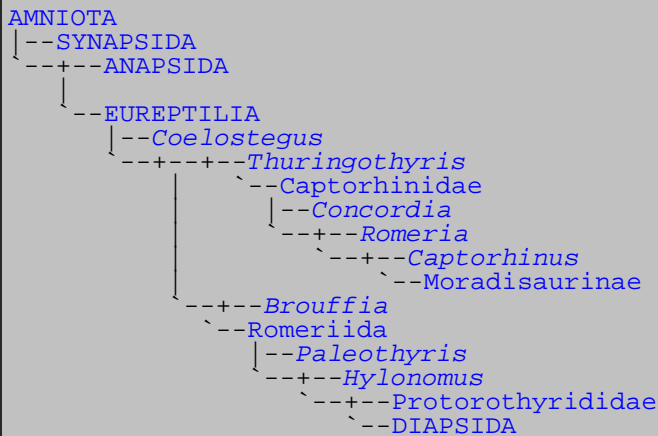 AMNIOTA
|--SYNAPSIDA
`--+--ANAPSIDA
   |
   `--EUREPTILIA
      |--Coelostegus
      `--+--+--Thuringothyris
         |  `--Captorhinidae
         |     |--Concordia
         |     `--+--Romeria
         |        `--+--Captorhinus
         |           `--Moradisaurinae
         `--+--Brouffia
            `--Romeriida
               |--Paleothyris
               `--+--Hylonomus
                  `--+--Protorothyrididae
                     `--DIAPSIDA